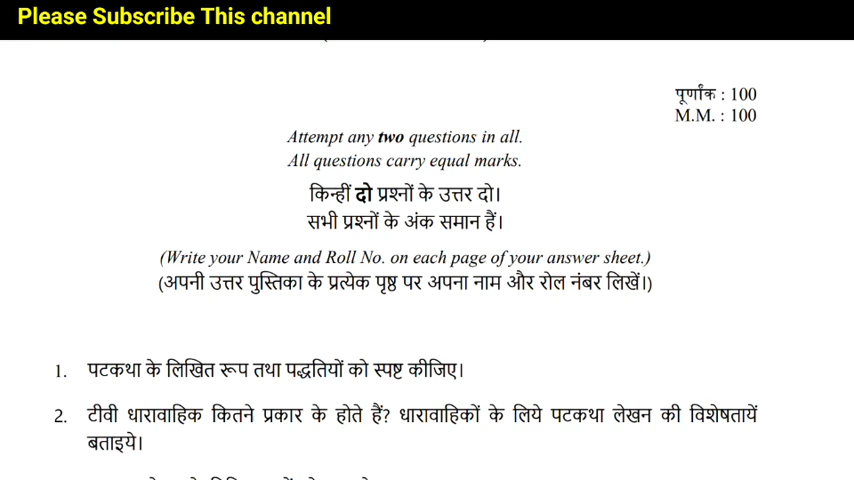 Please Subscribe This channel
पूर्णांक : 100
M.M. : 100
Attempt any two questions in all.
All questions carry equal marks.
किन्हीं दो प्रश्नों के उत्तर दो।
सभी प्रश्नों के अंक समान हैं।
(Write your Name and Roll No. on each page of your answer sheet.)
(अपनी उत्तर पुस्तिका के प्रत्येक पृष्ठ पर अपना नाम और रोल नंबर लिखें।)
1. पटकथा के लिखित रूप तथा पद्धतियों को स्पष्ट कीजिए।
2. टीवी धारावाहिक कितने प्रकार के होते हैं? धारावाहिकों के लिये पटकथा लेखन की विशेषतायें
बताइये।